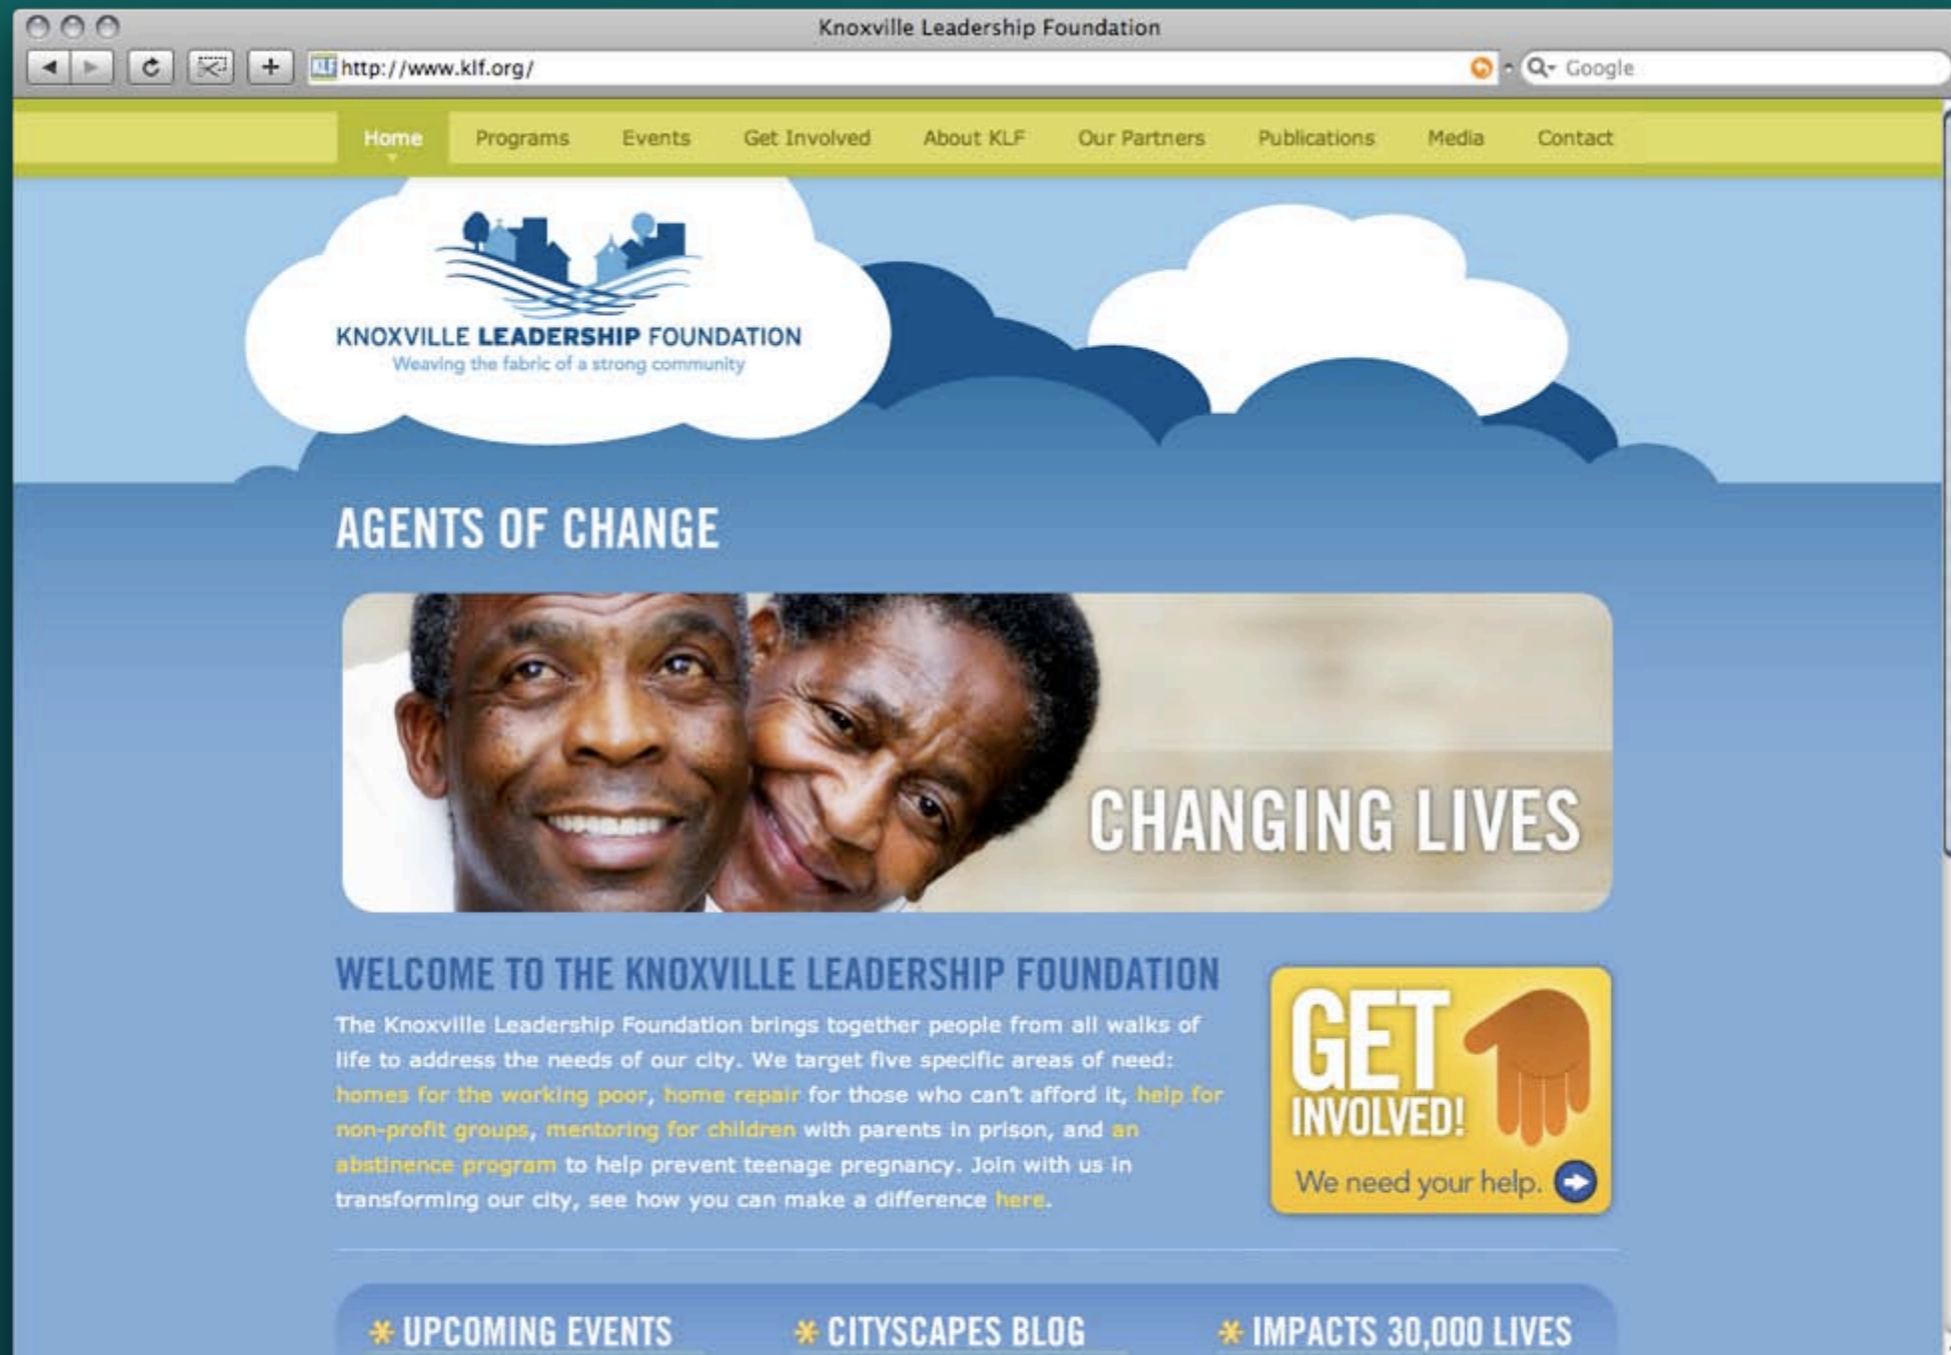 Knoxville Leadership Foundation
KLF http://www.klf.org/
Google
Home Programs Events Get Involved About KLF Our Partners Publications Media Contact
KNOXVILLE LEADERSHIP FOUNDATION
Weaving the fabric of a strong community
AGENTS OF CHANGE
CHANGING LIVES
WELCOME TO THE KNOXVILLE LEADERSHIP FOUNDATION
The Knoxville Leadership Foundation brings together people from all walks of
life to address the needs of our city. We target five specific areas of need:
homes for the working poor, home repair for those who can't afford it, help for
non-profit groups, mentoring for children with parents in prison, and an
abstinence program to help prevent teenage pregnancy. Join with us in
transforming our city, see how you can make a difference here.
GET
INVOLVED!
We need your help.
UPCOMING EVENTS
CITYSCAPES BLOG
IMPACTS 30,000 LIVES